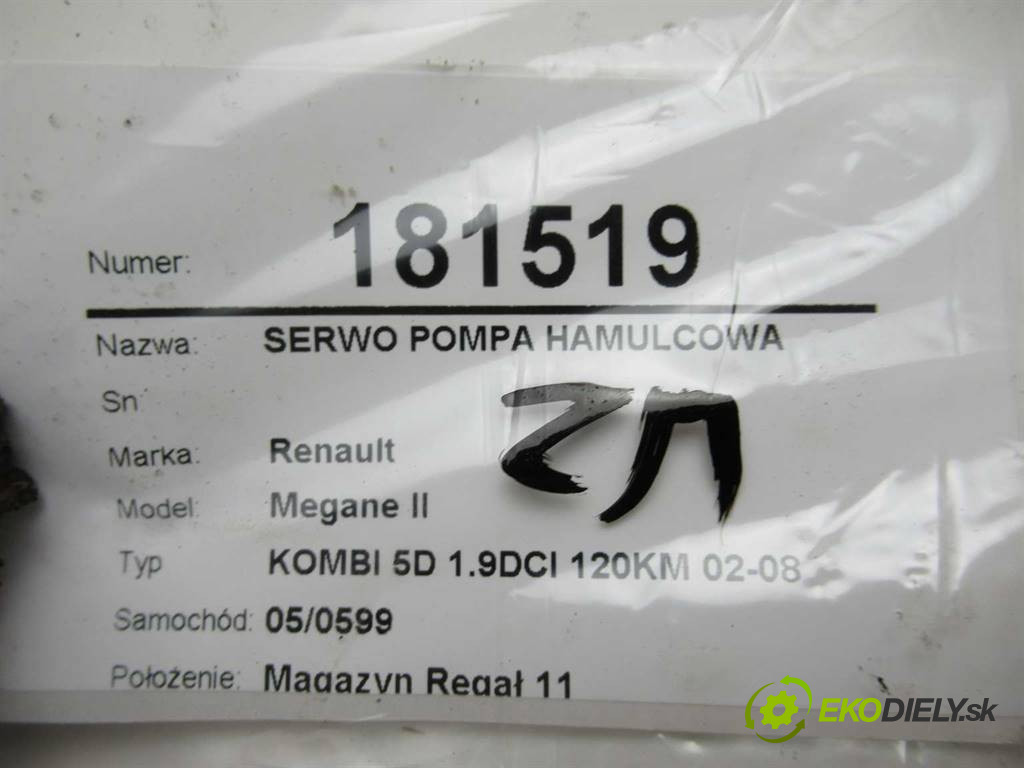 Numer: 181519
Nazwa: SERWO POMPA HAMULCOWA
Sn
Marka: Renault
Model: Megane II
Typ KOMBI 5D 1.9DCI 120KM 02-08
Samochód: 05/0599
Położenie: Magazyn Regał 11
EKODIELY.sk